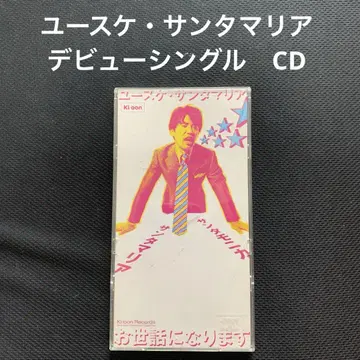 ユースケ・サンタマリア
デビューシングル　CD
ユースケ・サンタマリア
Ki/oon
お世話になります